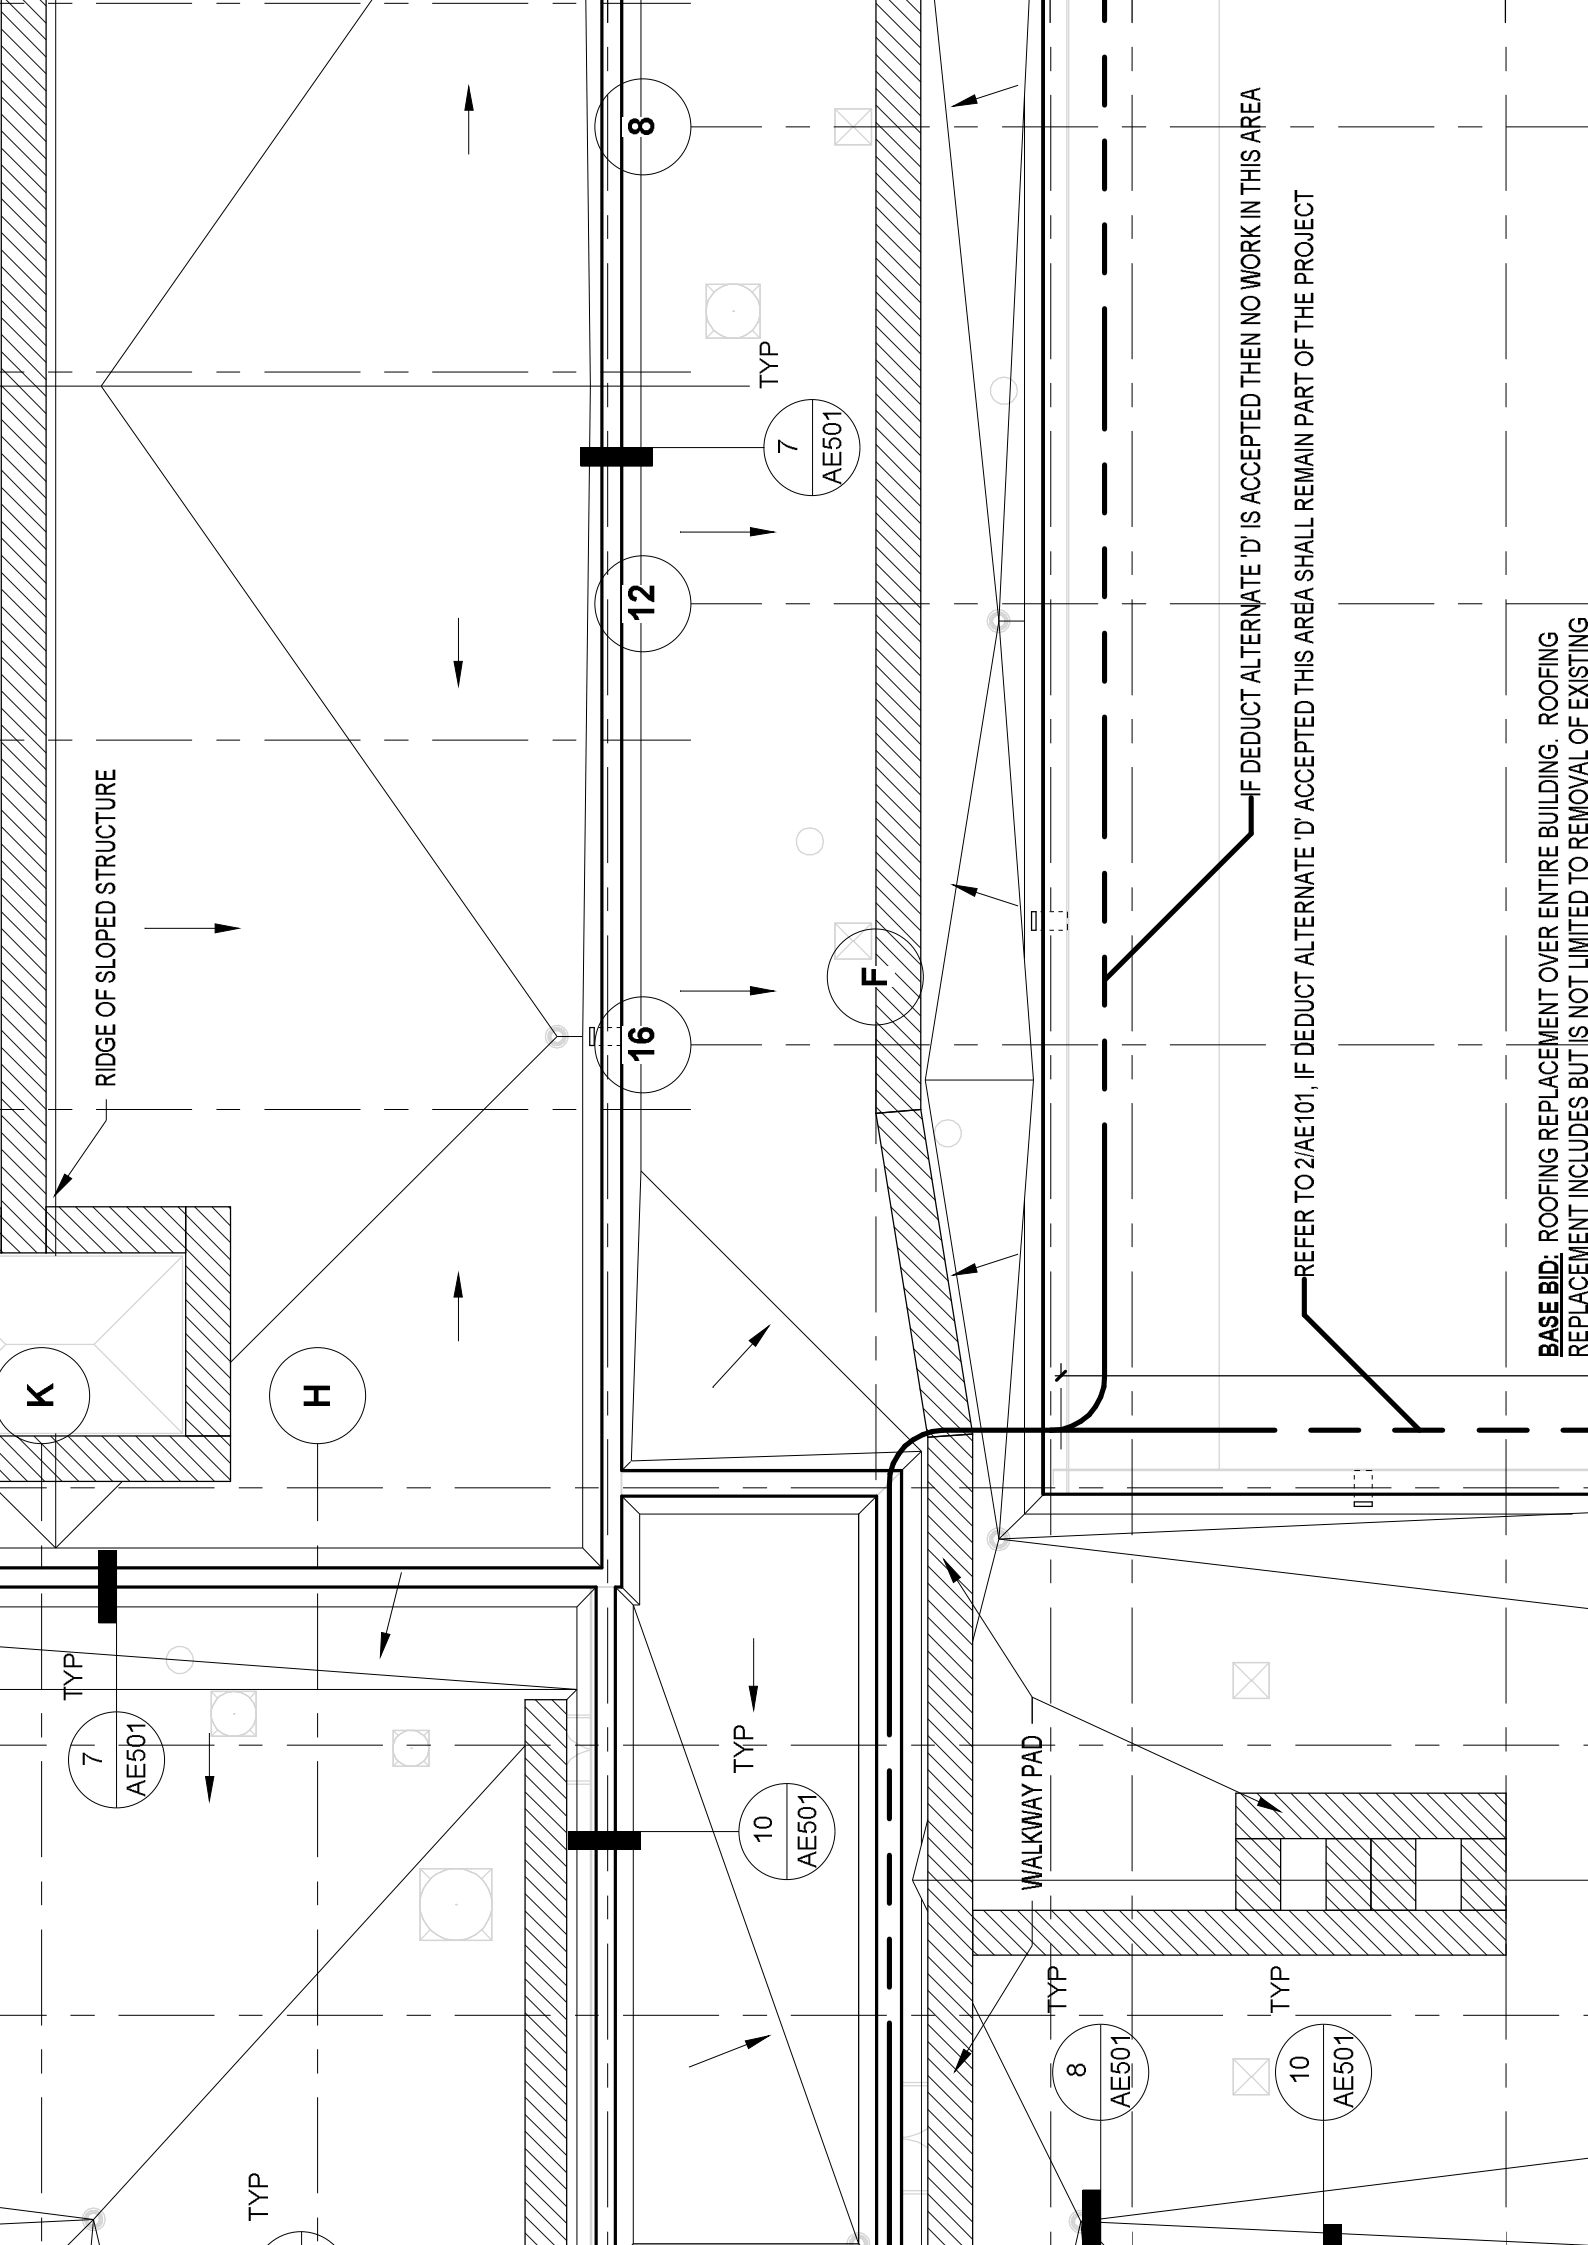 8
TYP
7
AE501
12
RIDGE OF SLOPED STRUCTURE
F
16
IF DEDUCT ALTERNATE 'D' IS ACCEPTED THEN NO WORK IN THIS AREA
REFER TO 2/AE101, IF DEDUCT ALTERNATE 'D' ACCEPTED THIS AREA SHALL REMAIN PART OF THE PROJECT
BASE BID: ROOFING REPLACEMENT OVER ENTIRE BUILDING. ROOFING
REPLACEMENT INCLUDES BUT IS NOT LIMITED TO REMOVAL OF EXISTING
K
H
TYP
7
AE501
TYP
10
AE501
WALKWAY PAD
TYP
8
AE501
TYP
10
AE501
TYP